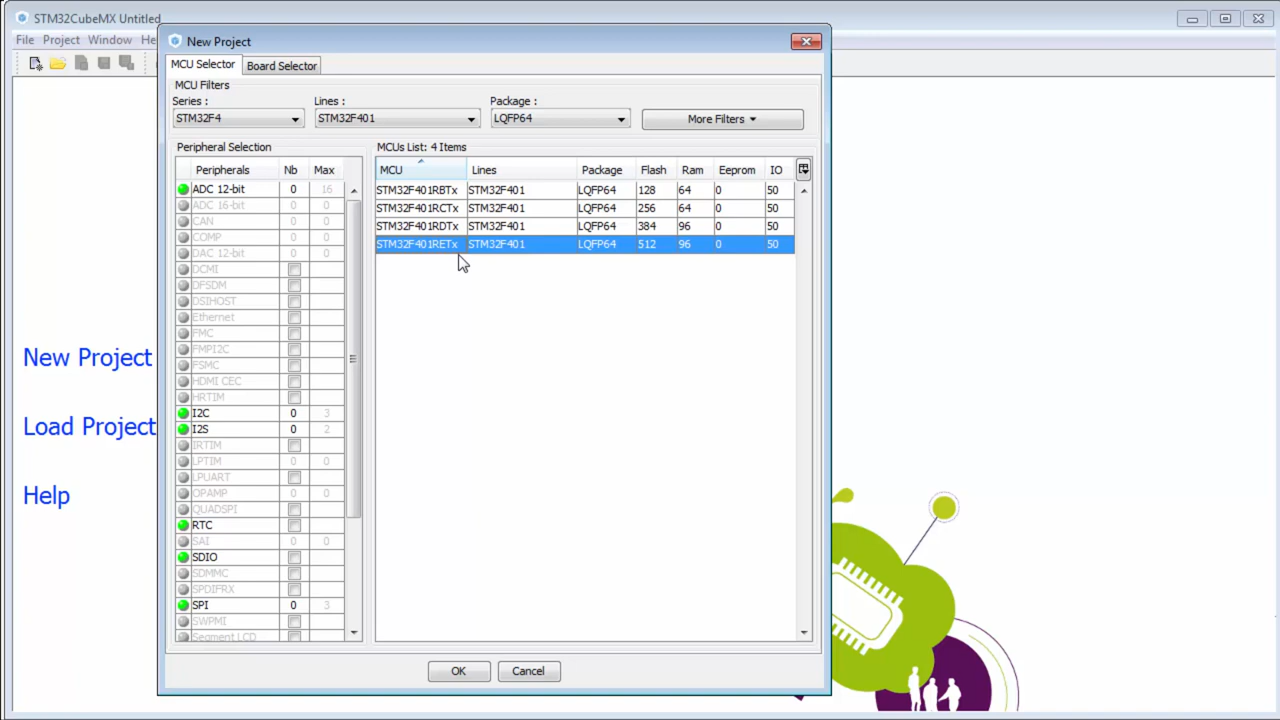 STM32CubeMX Untitled
File Project Window He
New Project
MCU Selector Board Selector
MCU Filters
Series : Lines : Package :
STM32F4 STM32F401 LQFP64 More Filters
Peripheral Selection MCUs List: 4 Items
Peripherals Nb Max MCU Lines Package Flash Ram Eeprom IO
ADC 12-bit 0 16 STM32F401RBTx STM32F401 LQFP64 128 64 0 50
ADC 16-bit 0 0 STM32F401RCTx STM32F401 LQFP64 256 64 0 50
CAN 0 0 STM32F401RDTx STM32F401 LQFP64 384 96 0 50
COMP 0 0 STM32F401RETx STM32F401 LQFP64 512 96 0 50
DAC 12-bit 0 0
DCMI
DFSDM
DSIHOST
Ethernet
FMC
FMPI2C
FSMC
HDMI CEC
HRTIM
I2C 0 3
I2S 0 2
IRTIM
LPTIM 0 0
LPUART
OPAMP 0 0
QUADSPI
RTC
SAI 0 0
SDIO
SDMMC
SPDIFRX
SPI 0 3
SWPMI
Segment LCD
New Project
Load Project
Help
OK Cancel